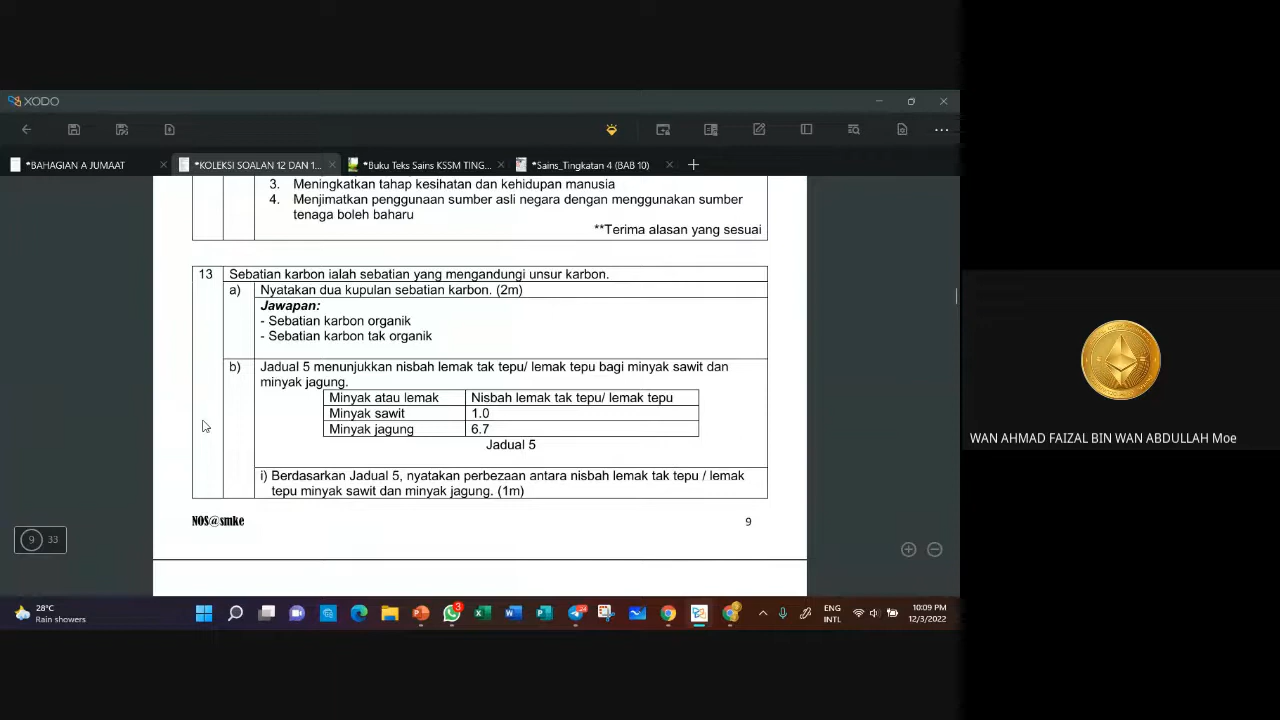 XODO
*BAHAGIAN A JUMAAT
*KOLEKSI SOALAN 12 DAN 1...
*Buku Teks Sains KSSM TING...
*Sains_Tingkatan 4 (BAB 10)
3. Meningkatkan tahap kesihatan dan kehidupan manusia
4. Menjimatkan penggunaan sumber asli negara dengan menggunakan sumber
tenaga boleh baharu
**Terima alasan yang sesuai
13 Sebatian karbon ialah sebatian yang mengandungi unsur karbon.
a) Nyatakan dua kupulan sebatian karbon. (2m)
Jawapan:
- Sebatian karbon organik
- Sebatian karbon tak organik
b) Jadual 5 menunjukkan nisbah lemak tak tepu/ lemak tepu bagi minyak sawit dan
minyak jagung.
Minyak atau lemak Nisbah lemak tak tepu/ lemak tepu
Minyak sawit 1.0
Minyak jagung 6.7
Jadual 5
i) Berdasarkan Jadual 5, nyatakan perbezaan antara nisbah lemak tak tepu / lemak
tepu minyak sawit dan minyak jagung. (1m)
NOS@smke 9
9 33
WAN AHMAD FAIZAL BIN WAN ABDULLAH Moe
28°C
Rain showers
3
ENG
INTL
10:09 PM
12/3/2022